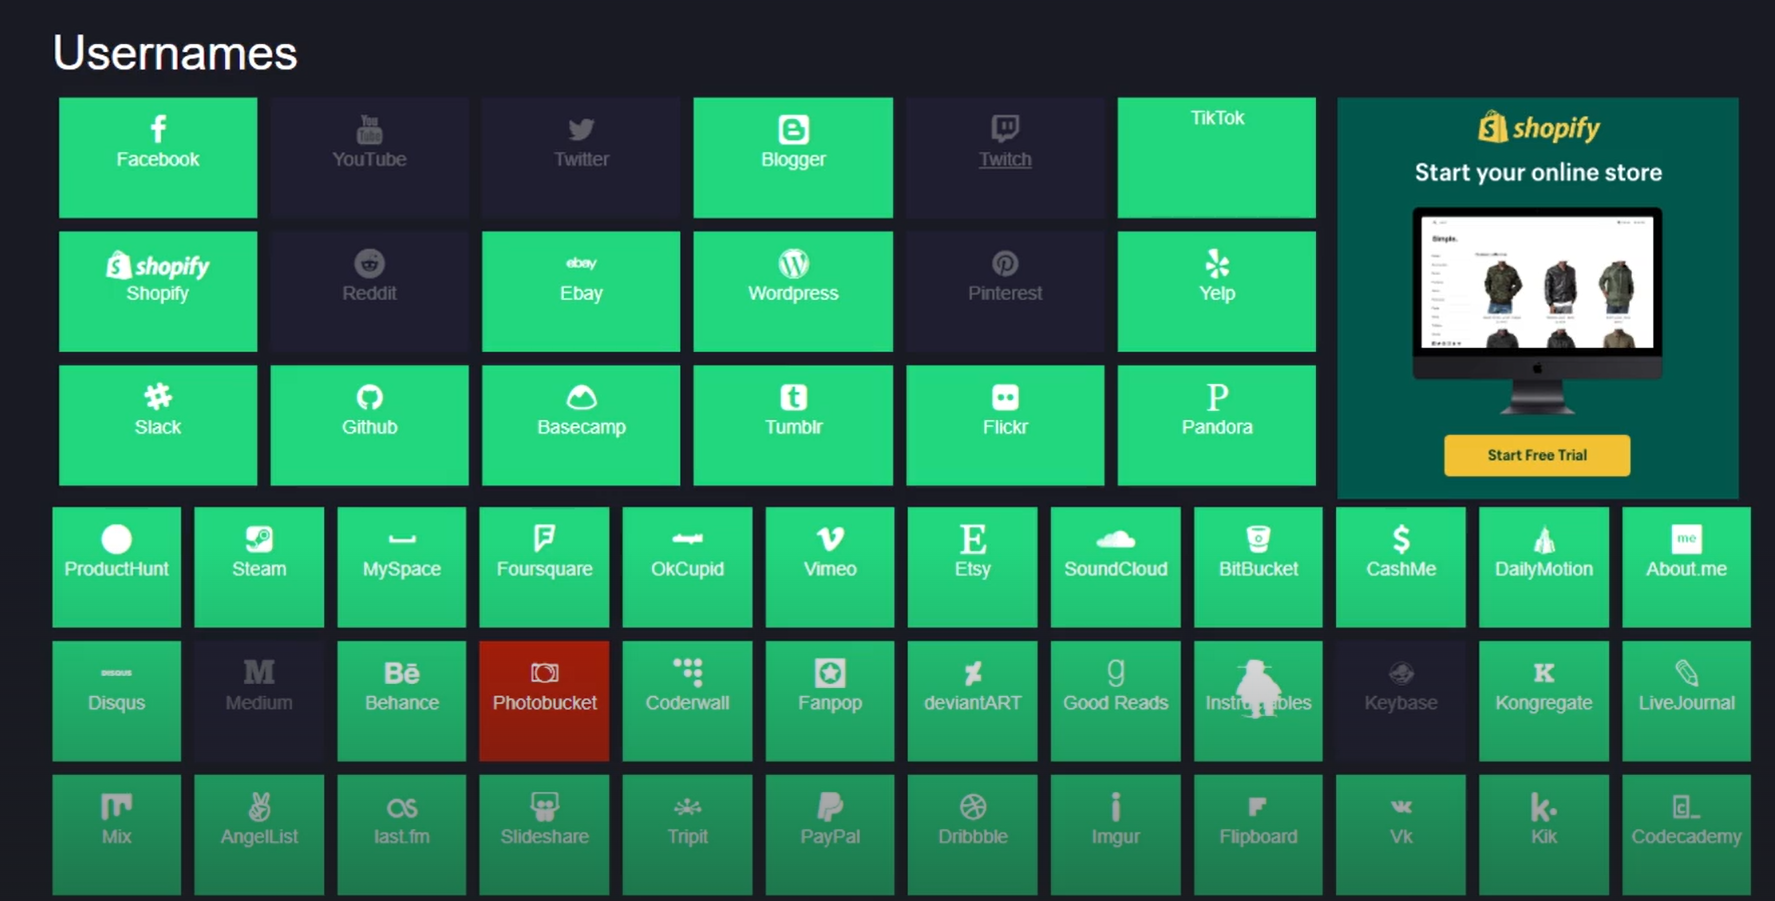 Usernames
Facebook
You
Tube
YouTube
Twitter
Blogger
Twitch
TikTok
shopify
Shopify
Reddit
ebay
Ebay
Wordpress
Pinterest
Yelp
Slack
Github
Basecamp
t
Tumblr
Flickr
P
Pandora
shopify
Start your online store
Simple.
Start Free Trial
ProductHunt
Steam
MySpace
Foursquare
OkCupid
Vimeo
E
Etsy
SoundCloud
BitBucket
$
CashMe
DailyMotion
me
About.me
DISQUS
Disqus
M
Medium
Bē
Behance
Photobucket
Coderwall
Fanpop
deviantART
g
Good Reads
Keybase
K
Kongregate
LiveJournal
Mix
AngelList
last.fm
Slideshare
Tripit
PayPal
Dribbble
Imgur
Flipboard
Vk
k.
Kik
Codecademy